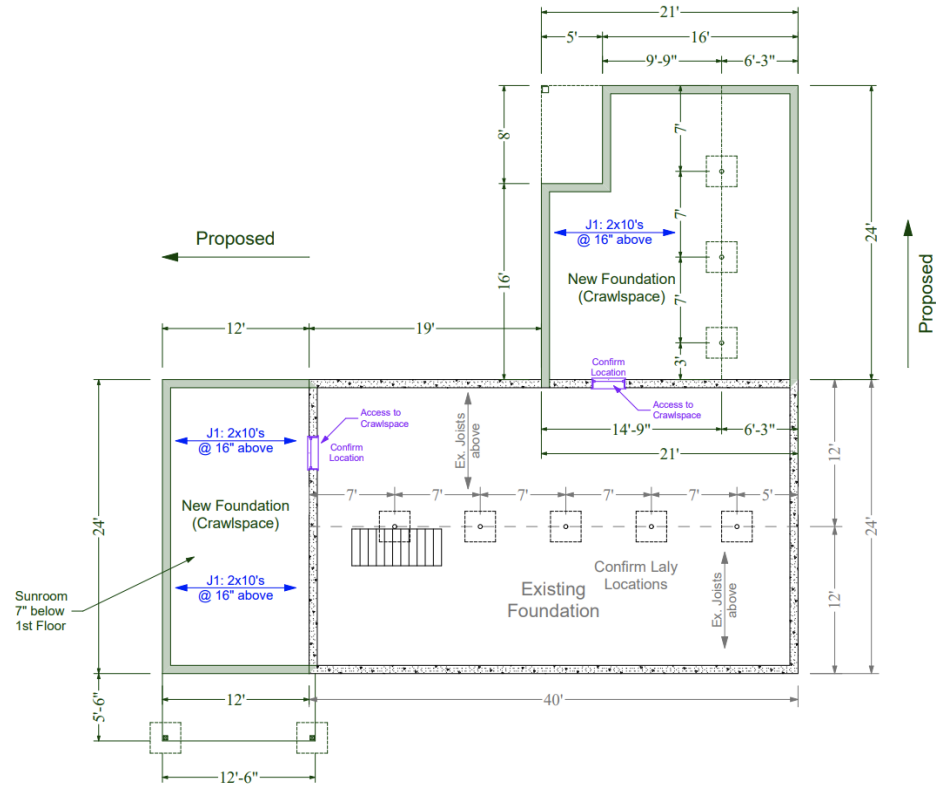 21'
5'
16'
9'-9"
6'-3"
8'
7'
Proposed
J1: 2x10's
@ 16" above
7'
24'
Proposed
16'
New Foundation
(Crawlspace)
7'
12'
19'
3'
Confirm
Location
Access to
Crawlspace
Access to
Crawlspace
J1: 2x10's
@ 16" above
Confirm
Location
Ex. Joists
above
14'-9"
6'-3"
12'
21'
7'
7'
7'
7'
7'
5'
New Foundation
(Crawlspace)
24'
24'
Confirm Laly
Locations
Existing
Foundation
Ex. Joists
above
12'
J1: 2x10's
@ 16" above
Sunroom
7" below
1st Floor
5'-6"
12'
40'
12'-6"